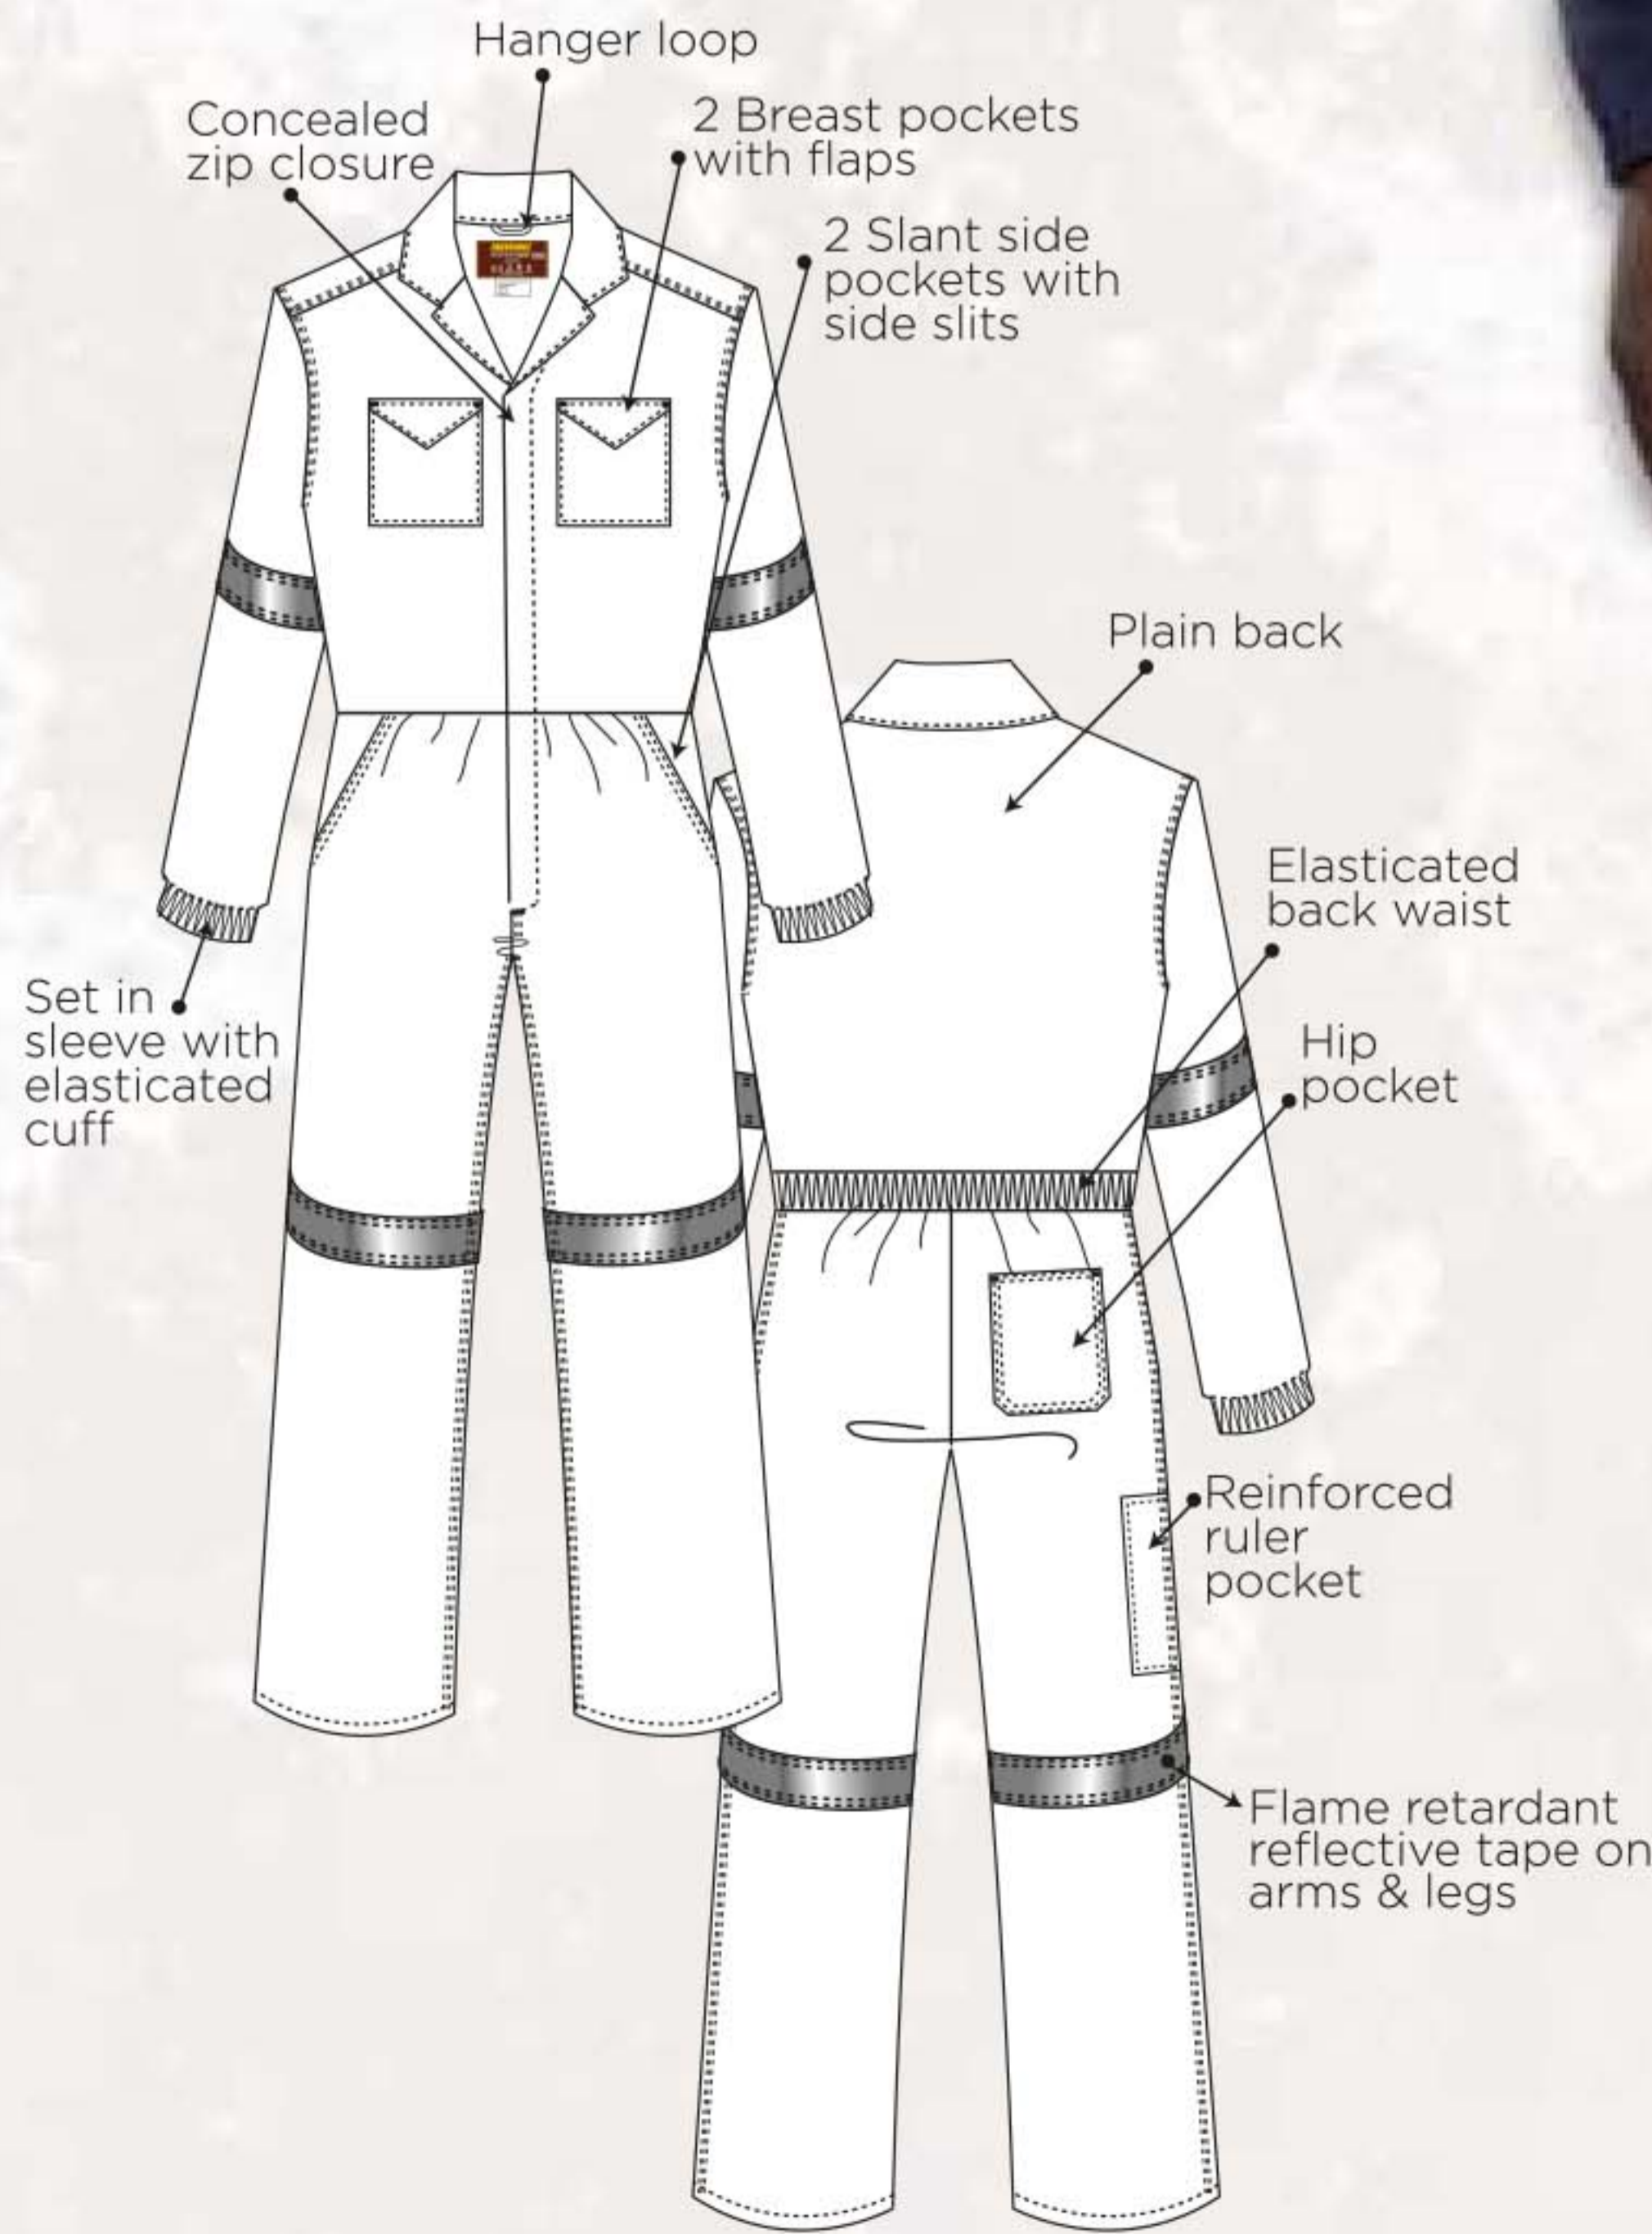 Hanger loop
Concealed
zip closure
2 Breast pockets
with flaps
2 Slant side
pockets with
side slits
Plain back
Elasticated
back waist
Set in
sleeve with
elasticated
cuff
Hip
pocket
Reinforced
ruler
pocket
Flame retardant
reflective tape on
arms & legs